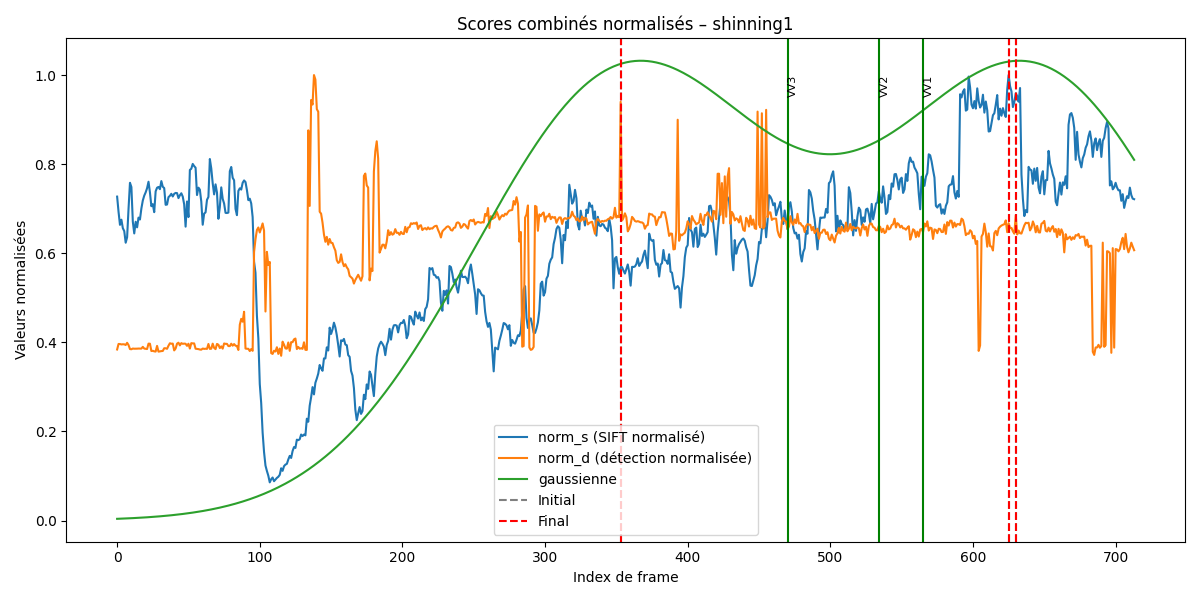 Scores combinés normalisés – shinning1
Valeurs normalisées
1.0
0.8
0.6
0.4
0.2
0.0
VV3
VV2
VV1
norm_s (SIFT normalisé)
norm_d (détection normalisée)
gaussienne
Initial
Final
0
100
200
300
400
500
600
700
Index de frame